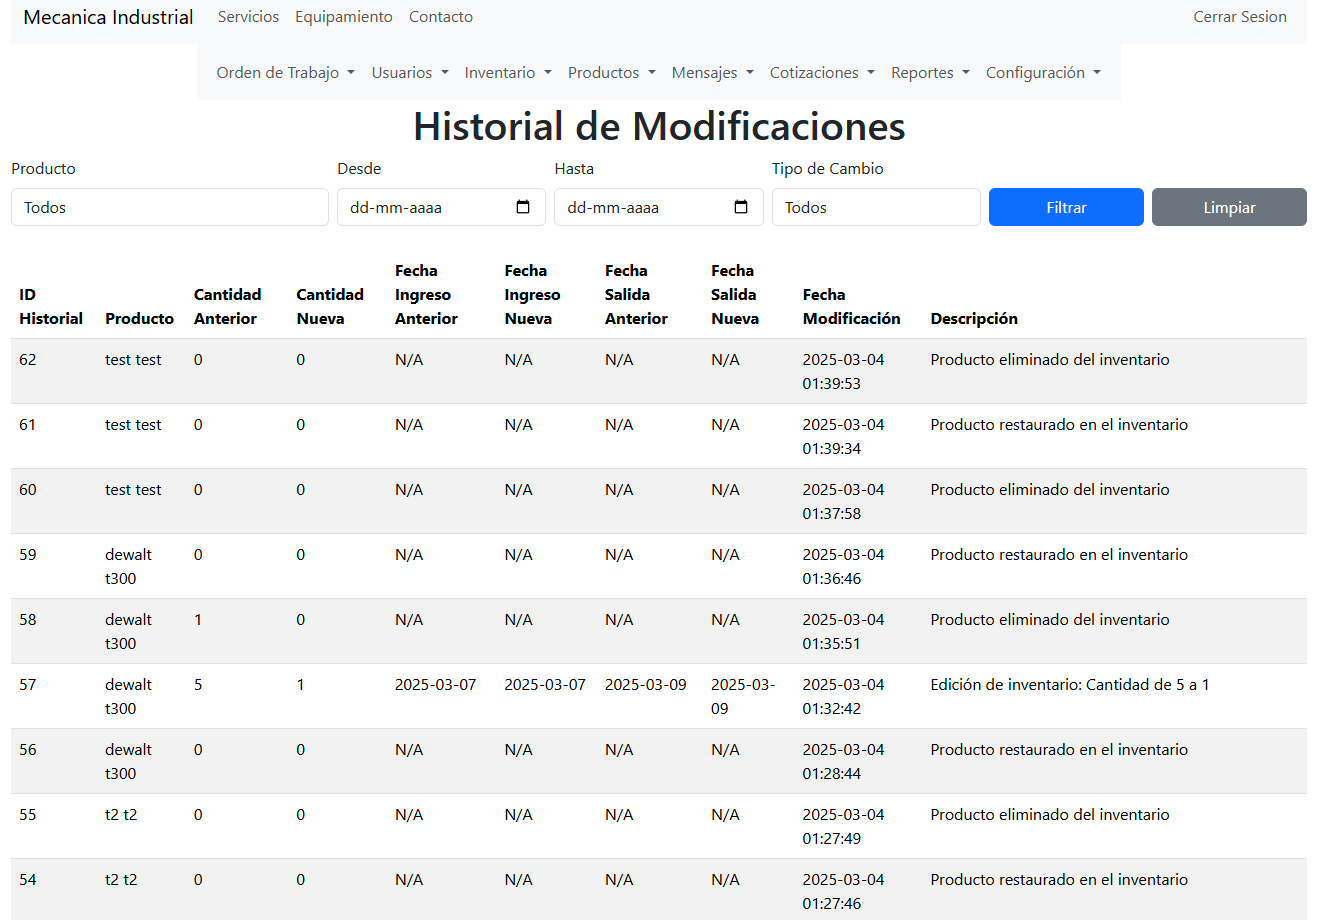 Mecanica Industrial Servicios Equipamiento Contacto Cerrar Sesion
Orden de Trabajo Usuarios Inventario Productos Mensajes Cotizaciones Reportes Configuración
Historial de Modificaciones
Producto Desde Hasta Tipo de Cambio
Todos dd-mm-aaaa dd-mm-aaaa Todos Filtrar Limpiar
Fecha Fecha Fecha Fecha
ID Cantidad Cantidad Ingreso Ingreso Salida Salida Fecha
Historial Producto Anterior Nueva Anterior Nueva Anterior Nueva Modificación Descripción
62 test test 0 0 N/A N/A N/A N/A 2025-03-04 Producto eliminado del inventario
01:39:53
61 test test 0 0 N/A N/A N/A N/A 2025-03-04 Producto restaurado en el inventario
01:39:34
60 test test 0 0 N/A N/A N/A N/A 2025-03-04 Producto eliminado del inventario
01:37:58
59 dewalt 0 0 N/A N/A N/A N/A 2025-03-04 Producto restaurado en el inventario
t300 01:36:46
58 dewalt 1 0 N/A N/A N/A N/A 2025-03-04 Producto eliminado del inventario
t300 01:35:51
57 dewalt 5 1 2025-03-07 2025-03-07 2025-03-09 2025-03- 2025-03-04 Edición de inventario: Cantidad de 5 a 1
t300 09 01:32:42
56 dewalt 0 0 N/A N/A N/A N/A 2025-03-04 Producto restaurado en el inventario
t300 01:28:44
55 t2 t2 0 0 N/A N/A N/A N/A 2025-03-04 Producto eliminado del inventario
01:27:49
54 t2 t2 0 0 N/A N/A N/A N/A 2025-03-04 Producto restaurado en el inventario
01:27:46